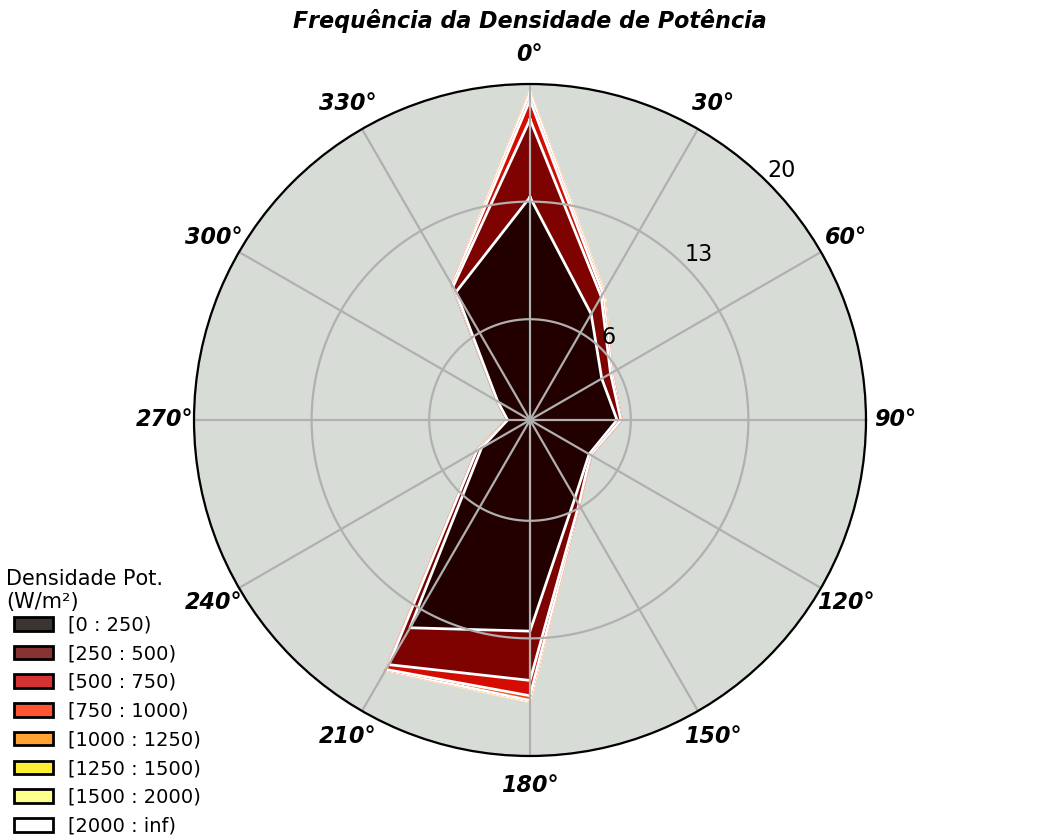 Frequência da Densidade de Potência
0°
330°
30°
20
300°
60°
13
6
270°
90°
240°
120°
210°
150°
180°
Densidade Pot.
(W/m²)
[0 : 250)
[250 : 500)
[500 : 750)
[750 : 1000)
[1000 : 1250)
[1250 : 1500)
[1500 : 2000)
[2000 : inf)